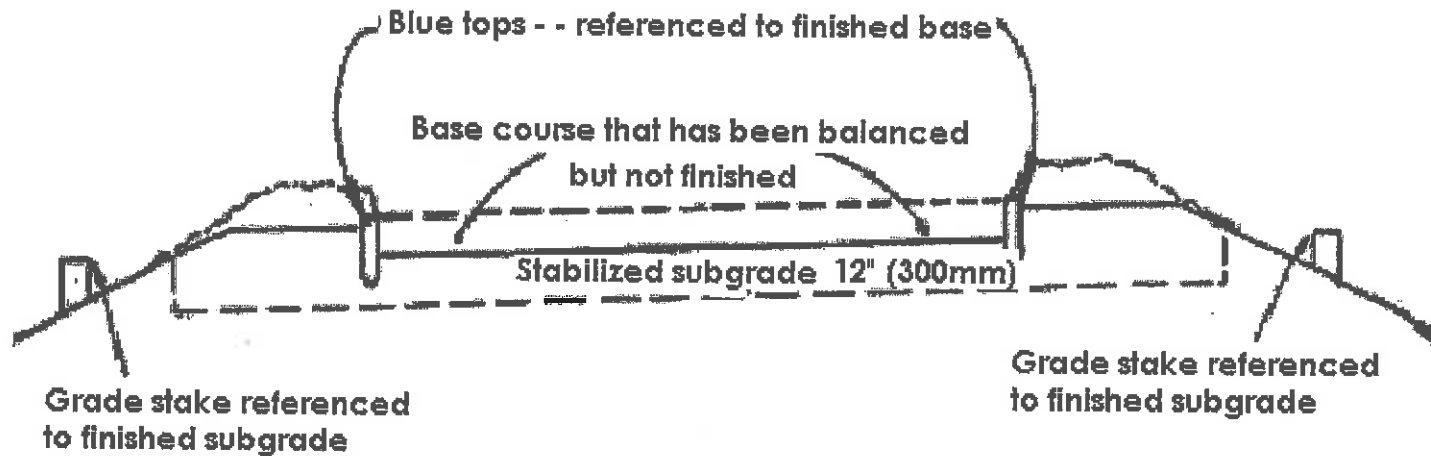 Blue tops - - referenced to finished base
Base course that has been balanced
but not finished
Stabilized subgrade 12" (300mm)
Grade stake referenced
to finished subgrade
Grade stake referenced
to finished subgrade